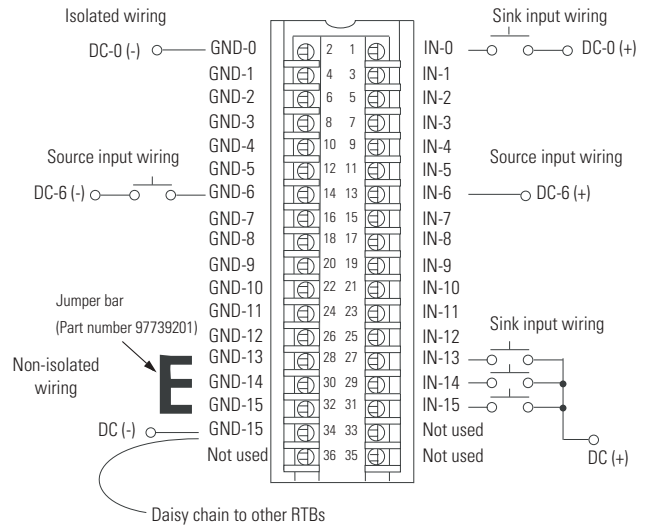 Isolated wiring
Sink input wiring
DC-0 (-) GND-0 2 1 IN-0 DC-0 (+)
GND-1 4 3 IN-1
GND-2 6 5 IN-2
GND-3 8 7 IN-3
GND-4 10 9 IN-4
Source input wiring
Source input wiring
GND-5 12 11 IN-5
DC-6 (-) GND-6 14 13 IN-6 DC-6 (+)
GND-7 16 15 IN-7
GND-8 18 17 IN-8
GND-9 20 19 IN-9
GND-10 22 21 IN-10
Jumper bar
(Part number 97739201)
GND-11 24 23 IN-11
Sink input wiring
GND-12 26 25 IN-12
Non-isolated
wiring
GND-13 28 27 IN-13
GND-14 30 29 IN-14
GND-15 32 31 IN-15
DC (-) GND-15 34 33 Not used
Not used 36 35 Not used
DC (+)
Daisy chain to other RTBs